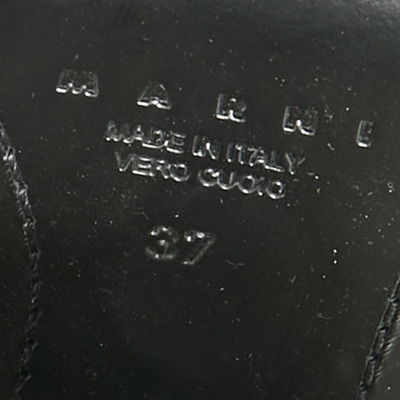 MARNI
MADE IN ITALY
VERO CUOIO
37